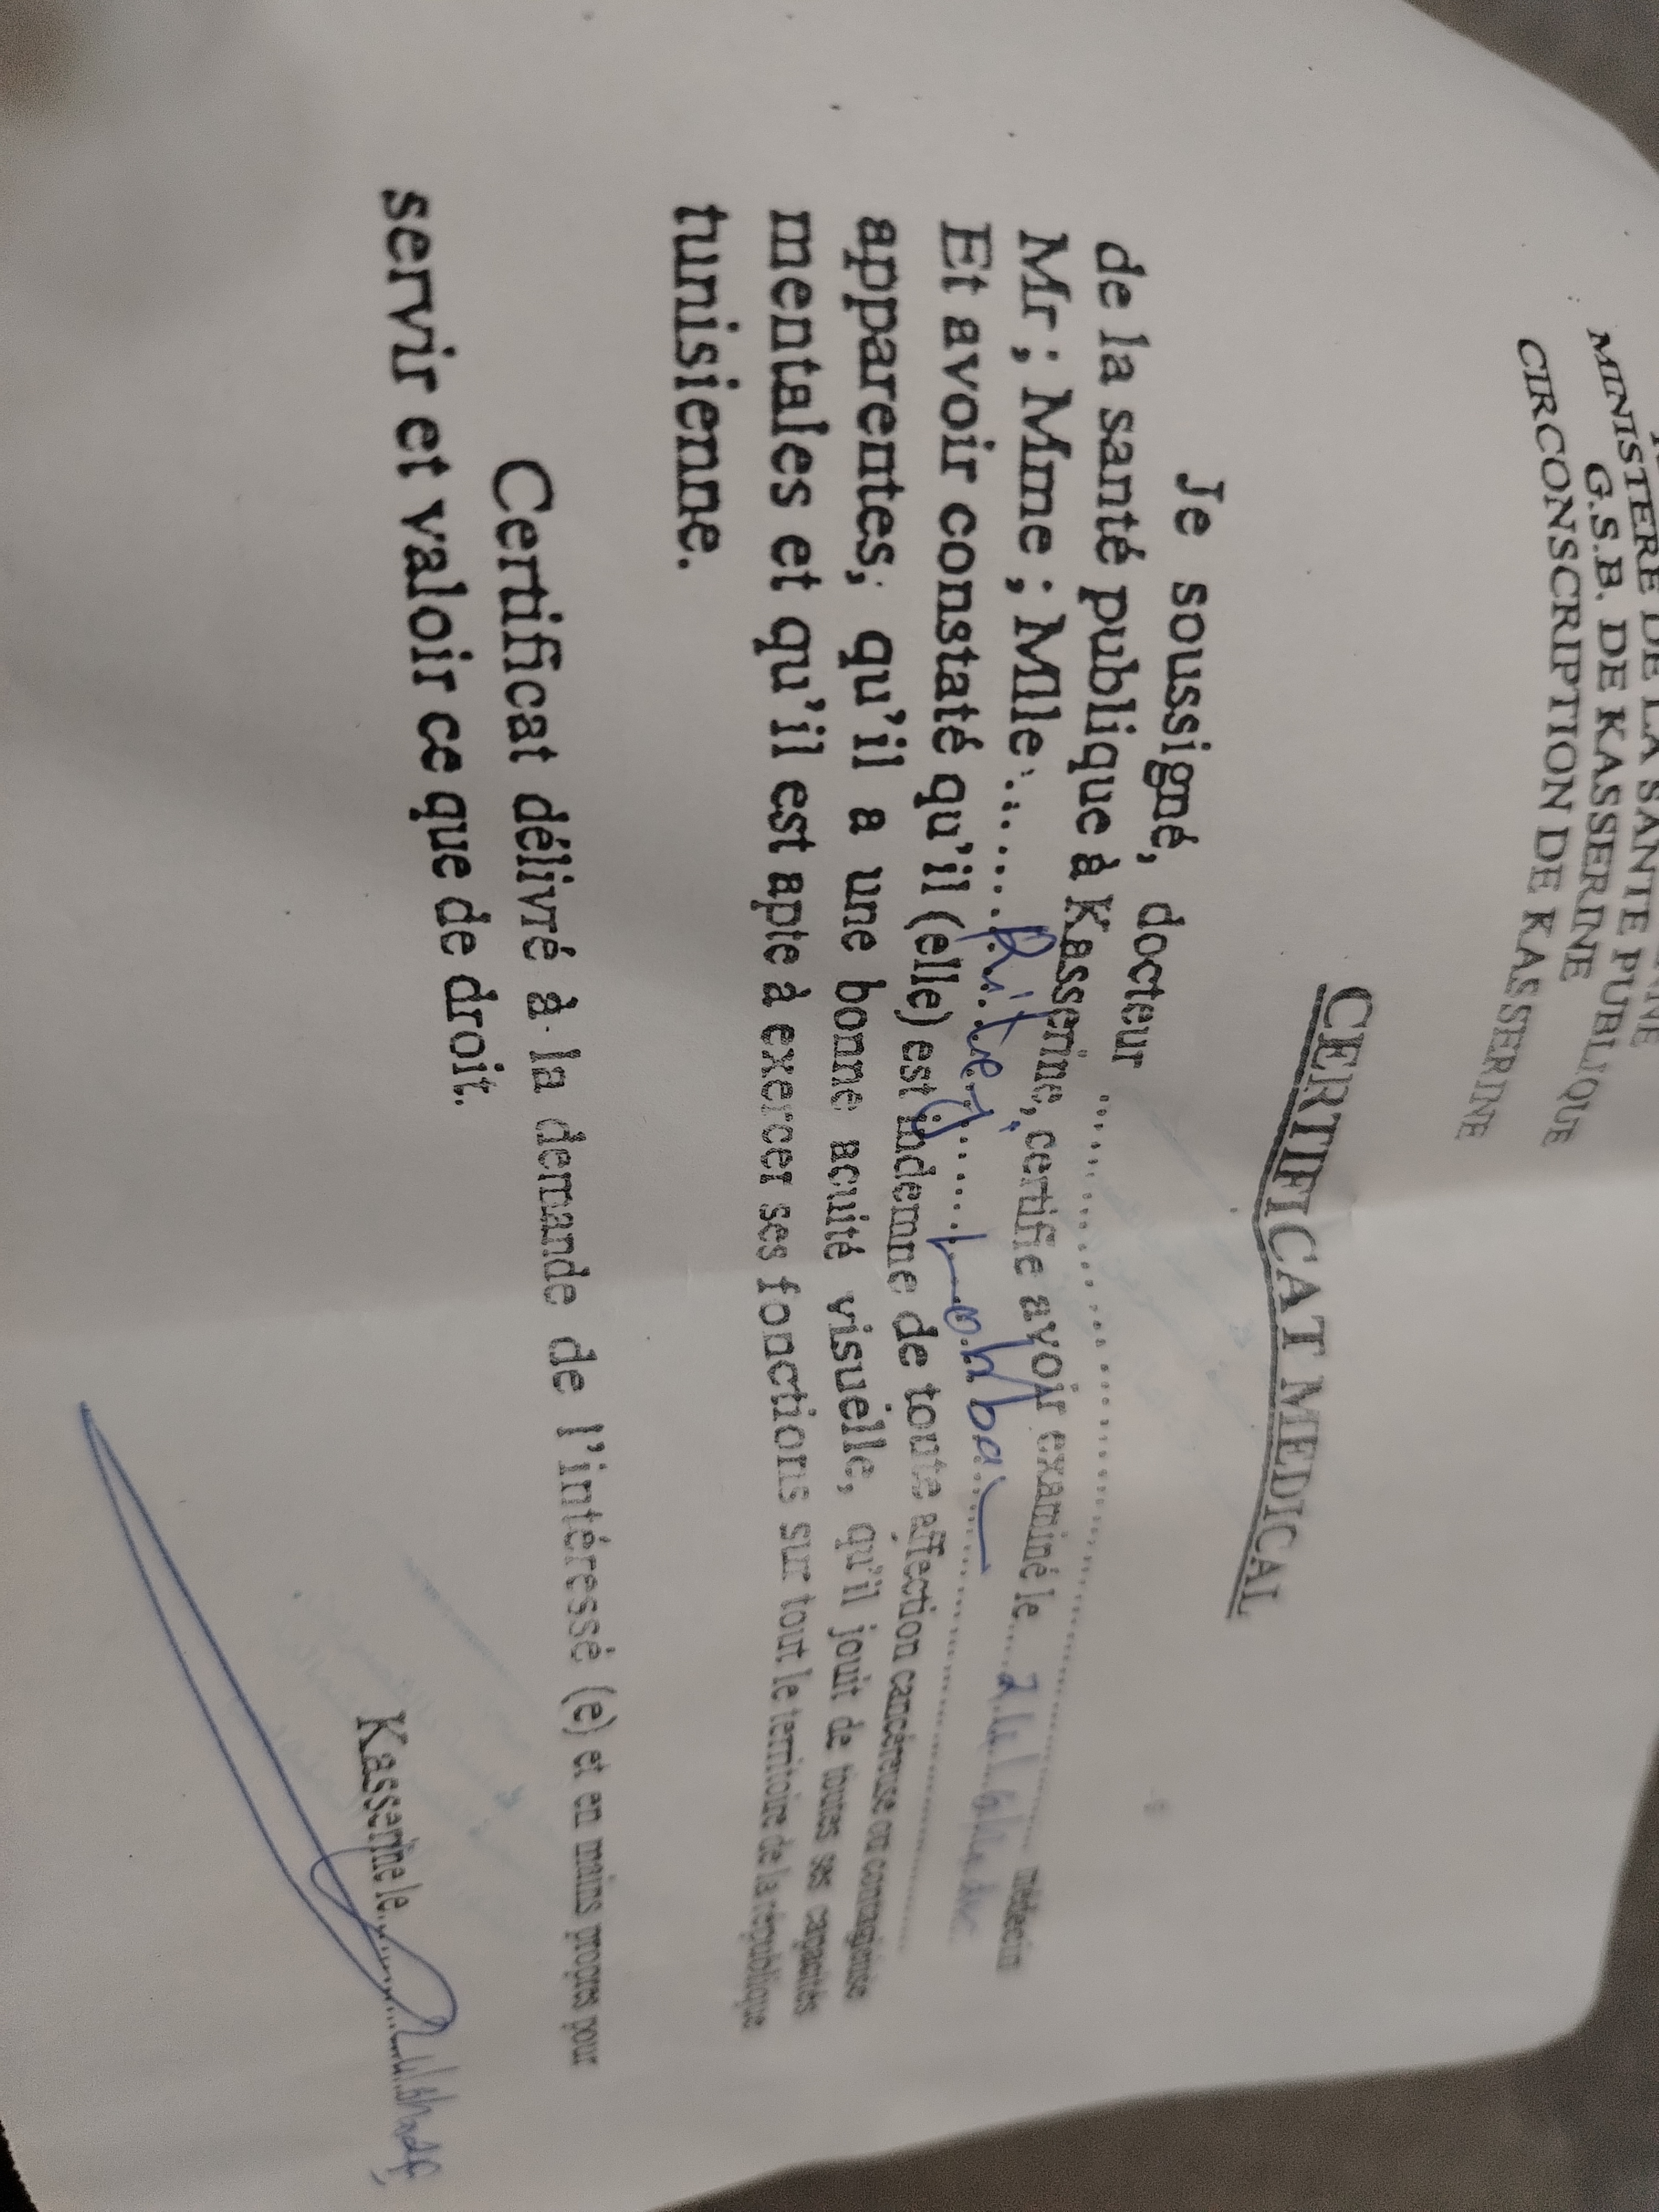 MINISTERE DE LA SANTE PUBLIQUE
G.S.B. DE KASSERINE
CIRCONSCRIPTION DE KASSERINE
CERTIFICAT MEDICAL
Je soussigné, docteur ........................................ médecin
de la santé publique à Kasserine, certifie avoir examiné le
Mr ; Mme ; Mlle
Et avoir constaté qu'il (elle) est indemne de toute affection cancéreuse ou contagieuse
apparentes, qu'il a une bonne acuité visuelle, qu'il jouit de toutes ses capacités
mentales et qu'il est apte à exercer ses fonctions sur tout le territoire de la république
tunisienne.
Certificat délivré à la demande de l'intéressé (e) et en mains propres pour
servir et valoir ce que de droit.
Kasserine le